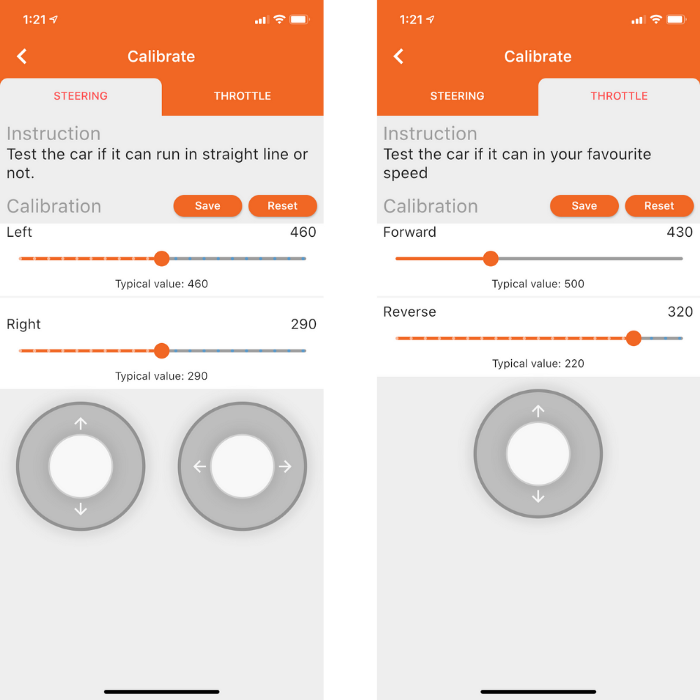 1:21
Calibrate
STEERING THROTTLE
Instruction
Test the car if it can run in straight line or
not.
Calibration Save Reset
Left 460
Typical value: 460
Right 290
Typical value: 290
1:21
Calibrate
STEERING THROTTLE
Instruction
Test the car if it can in your favourite
speed
Calibration Save Reset
Forward 430
Typical value: 500
Reverse 320
Typical value: 220